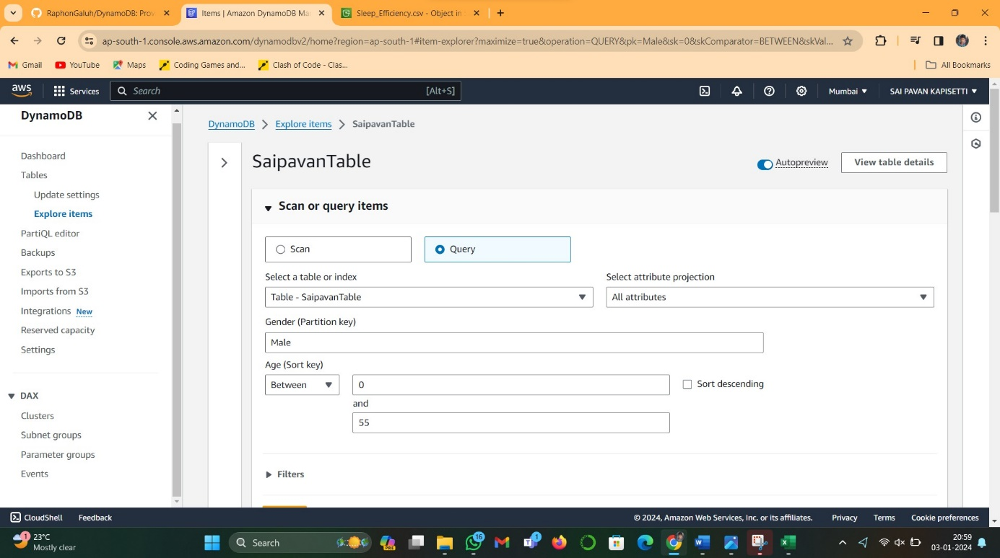 RaphonGaluh/DynamoDB: Prov
Items | Amazon DynamoDB Ma
Sleep_Efficiency.csv - Object in
ap-south-1.console.aws.amazon.com/dynamodbv2/home?region=ap-south-1#item-explorer?maximize=true&operation=QUERY&pk=Male&sk=0&skComparator=BETWEEN&skVal...
Gmail YouTube Maps Coding Games and... Clash of Code - Clas... All Bookmarks
aws Services Search [Alt+S] Mumbai SAI PAVAN KAPISETTI
DynamoDB
Dashboard
Tables
Update settings
Explore items
PartiQL editor
Backups
Exports to S3
Imports from S3
Integrations New
Reserved capacity
Settings
DAX
Clusters
Subnet groups
Parameter groups
Events
DynamoDB Explore items SaipavanTable
SaipavanTable
Autopreview View table details
Scan or query items
Scan Query
Select a table or index Select attribute projection
Table - SaipavanTable All attributes
Gender (Partition key)
Male
Age (Sort key)
Between 0 Sort descending
and
55
Filters
CloudShell Feedback © 2024, Amazon Web Services, Inc. or its affiliates. Privacy Terms Cookie preferences
1 23°C
Mostly clear
Search
PRE
16
1
20:59
03-01-2024